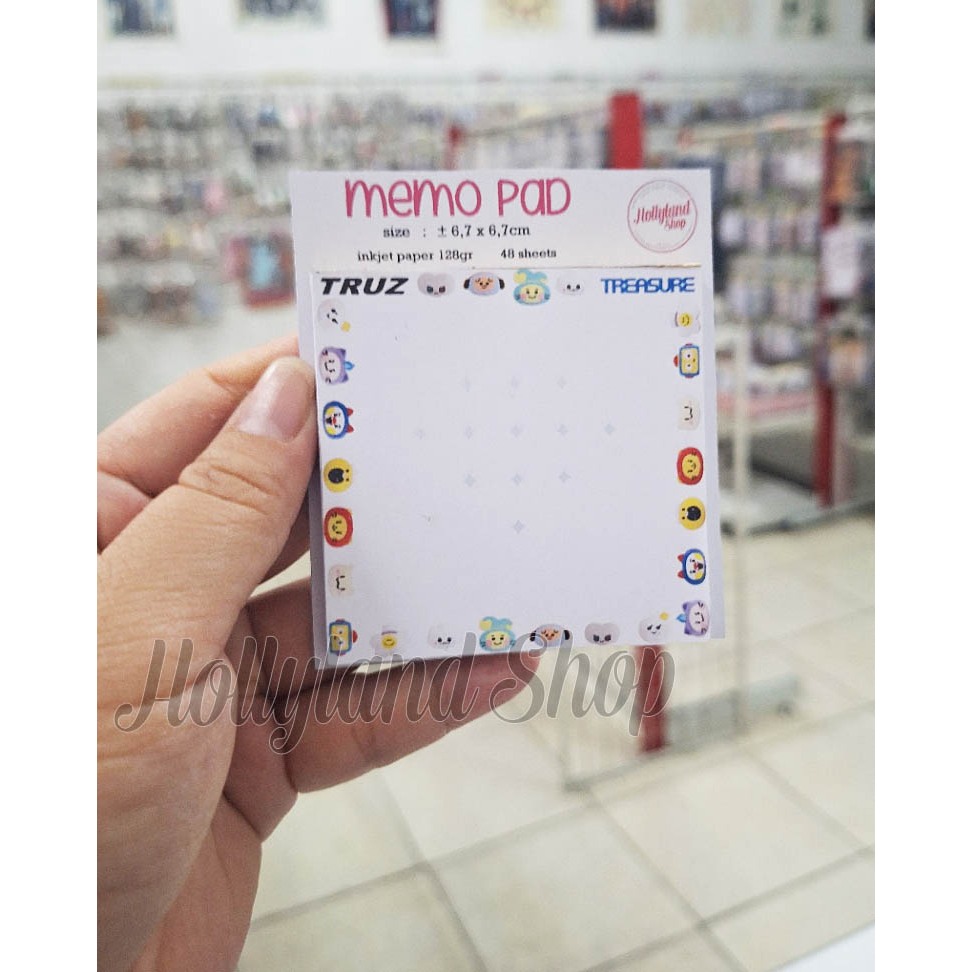 memo pad
size : ± 6,7 x 6,7cm
inkjet paper 128gr 48 sheets
Hollyland
Shop
TRUZ TREASURE
Hollyland Shop